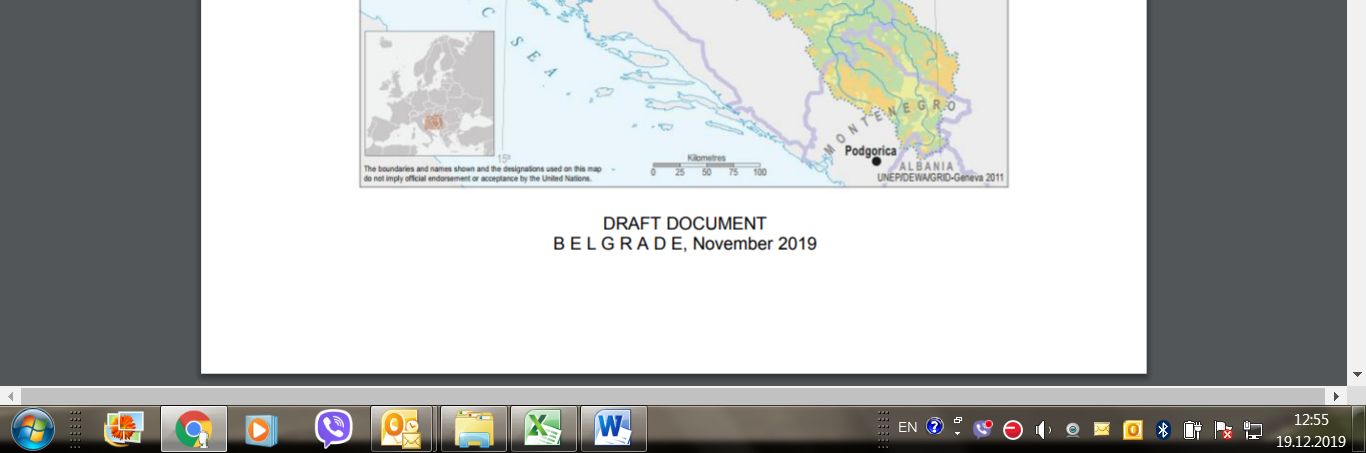 C
SEA
MONTENEGRO
Podgorica
ALBANIA
15º
Kilometres
0 25 50 75 100
The boundaries and names shown and the designations used on this map
do not imply official endorsement or acceptance by the United Nations.
UNEP/DEWA/GRID-Geneva 2011
DRAFT DOCUMENT
B E L G R A D E, November 2019
EN
12:55
19.12.2019